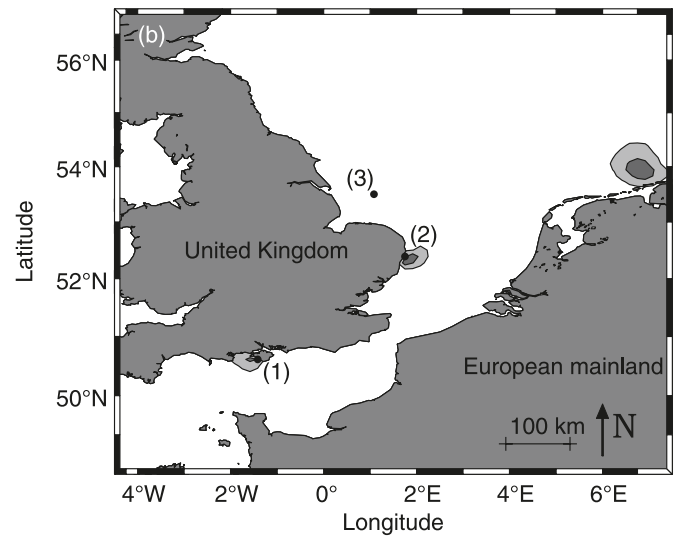 (b)
56°N
54°N
52°N
50°N
Latitude
(3)
(2)
United Kingdom
(1)
European mainland
100 km
N
4°W
2°W
0°
2°E
4°E
6°E
Longitude